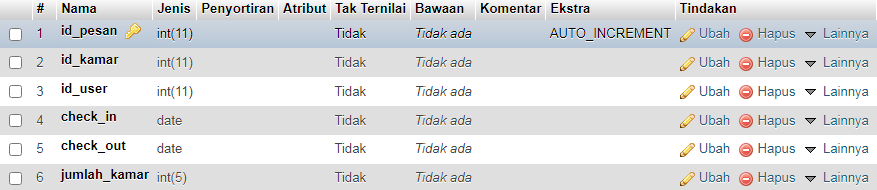 # Nama Jenis Penyortiran Atribut Tak Ternilai Bawaan Komentar Ekstra Tindakan
1 id_pesan int(11) Tidak Tidak ada AUTO_INCREMENT Ubah Hapus Lainnya
2 id_kamar int(11) Tidak Tidak ada Ubah Hapus Lainnya
3 id_user int(11) Tidak Tidak ada Ubah Hapus Lainnya
4 check_in date Tidak Tidak ada Ubah Hapus Lainnya
5 check_out date Tidak Tidak ada Ubah Hapus Lainnya
6 jumlah_kamar int(5) Tidak Tidak ada Ubah Hapus Lainnya